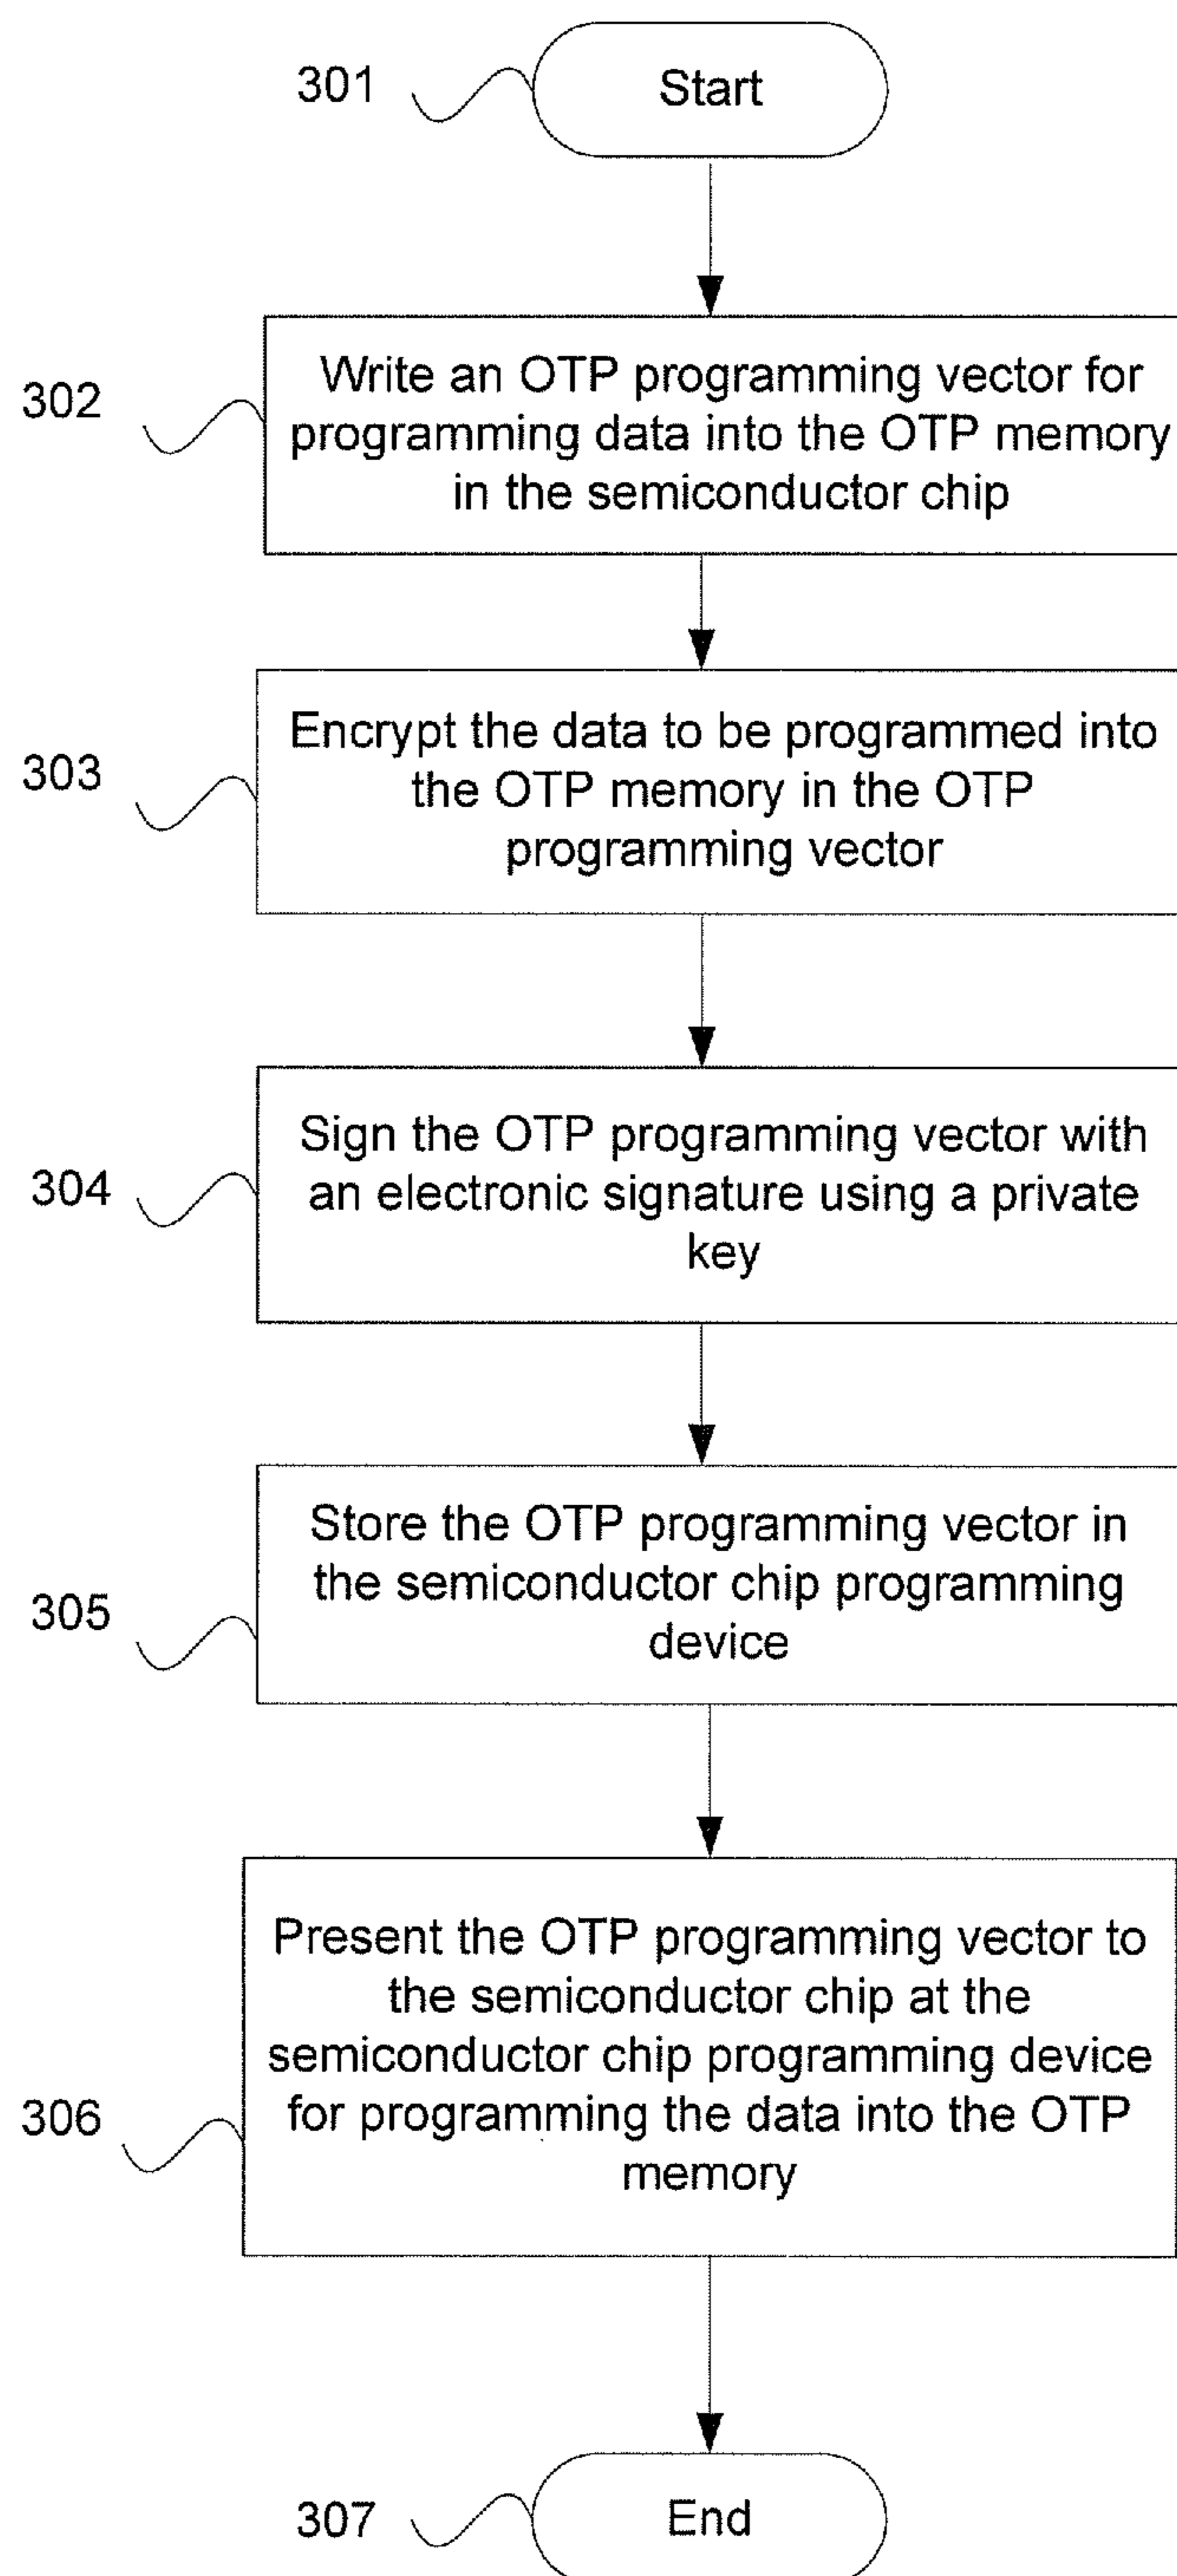 301
Start
302
Write an OTP programming vector for
programming data into the OTP memory
in the semiconductor chip
303
Encrypt the data to be programmed into
the OTP memory in the OTP
programming vector
304
Sign the OTP programming vector with
an electronic signature using a private
key
305
Store the OTP programming vector in
the semiconductor chip programming
device
306
Present the OTP programming vector to
the semiconductor chip at the
semiconductor chip programming device
for programming the data into the OTP
memory
307
End